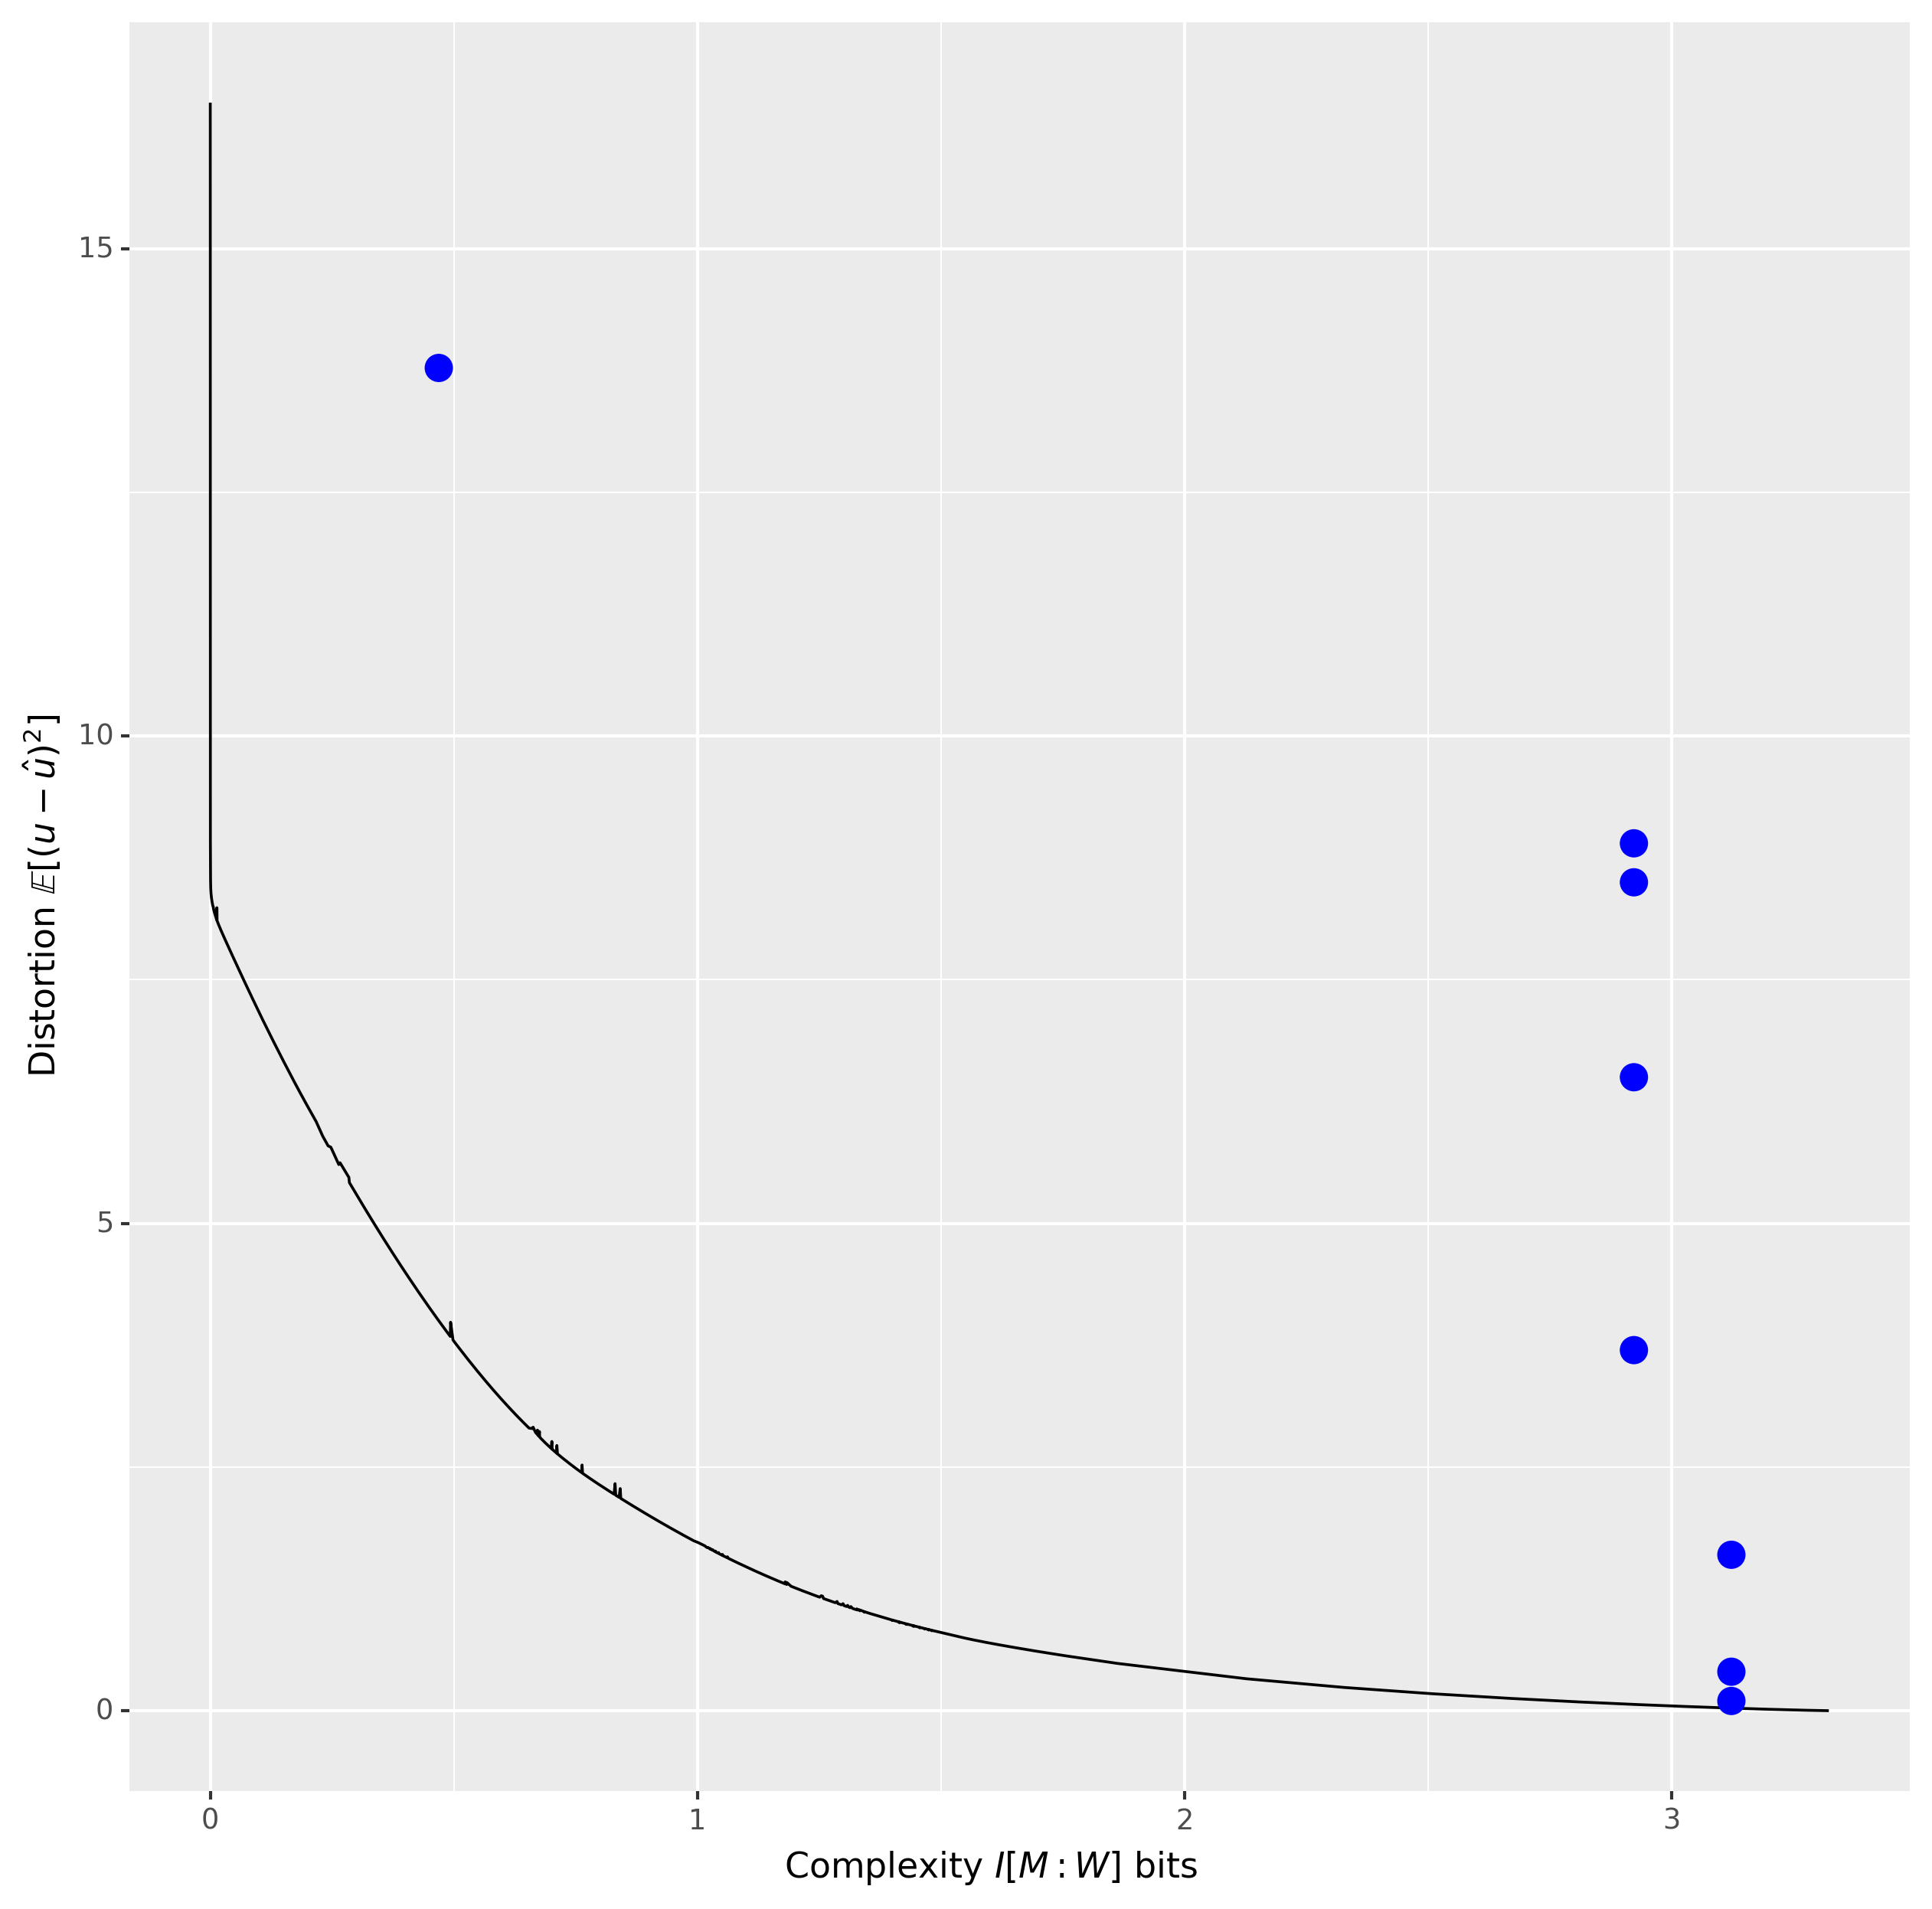 15
10
5
0
Distortion 𝔼[(u − û)²]
0 1 2 3
Complexity I[M : W] bits